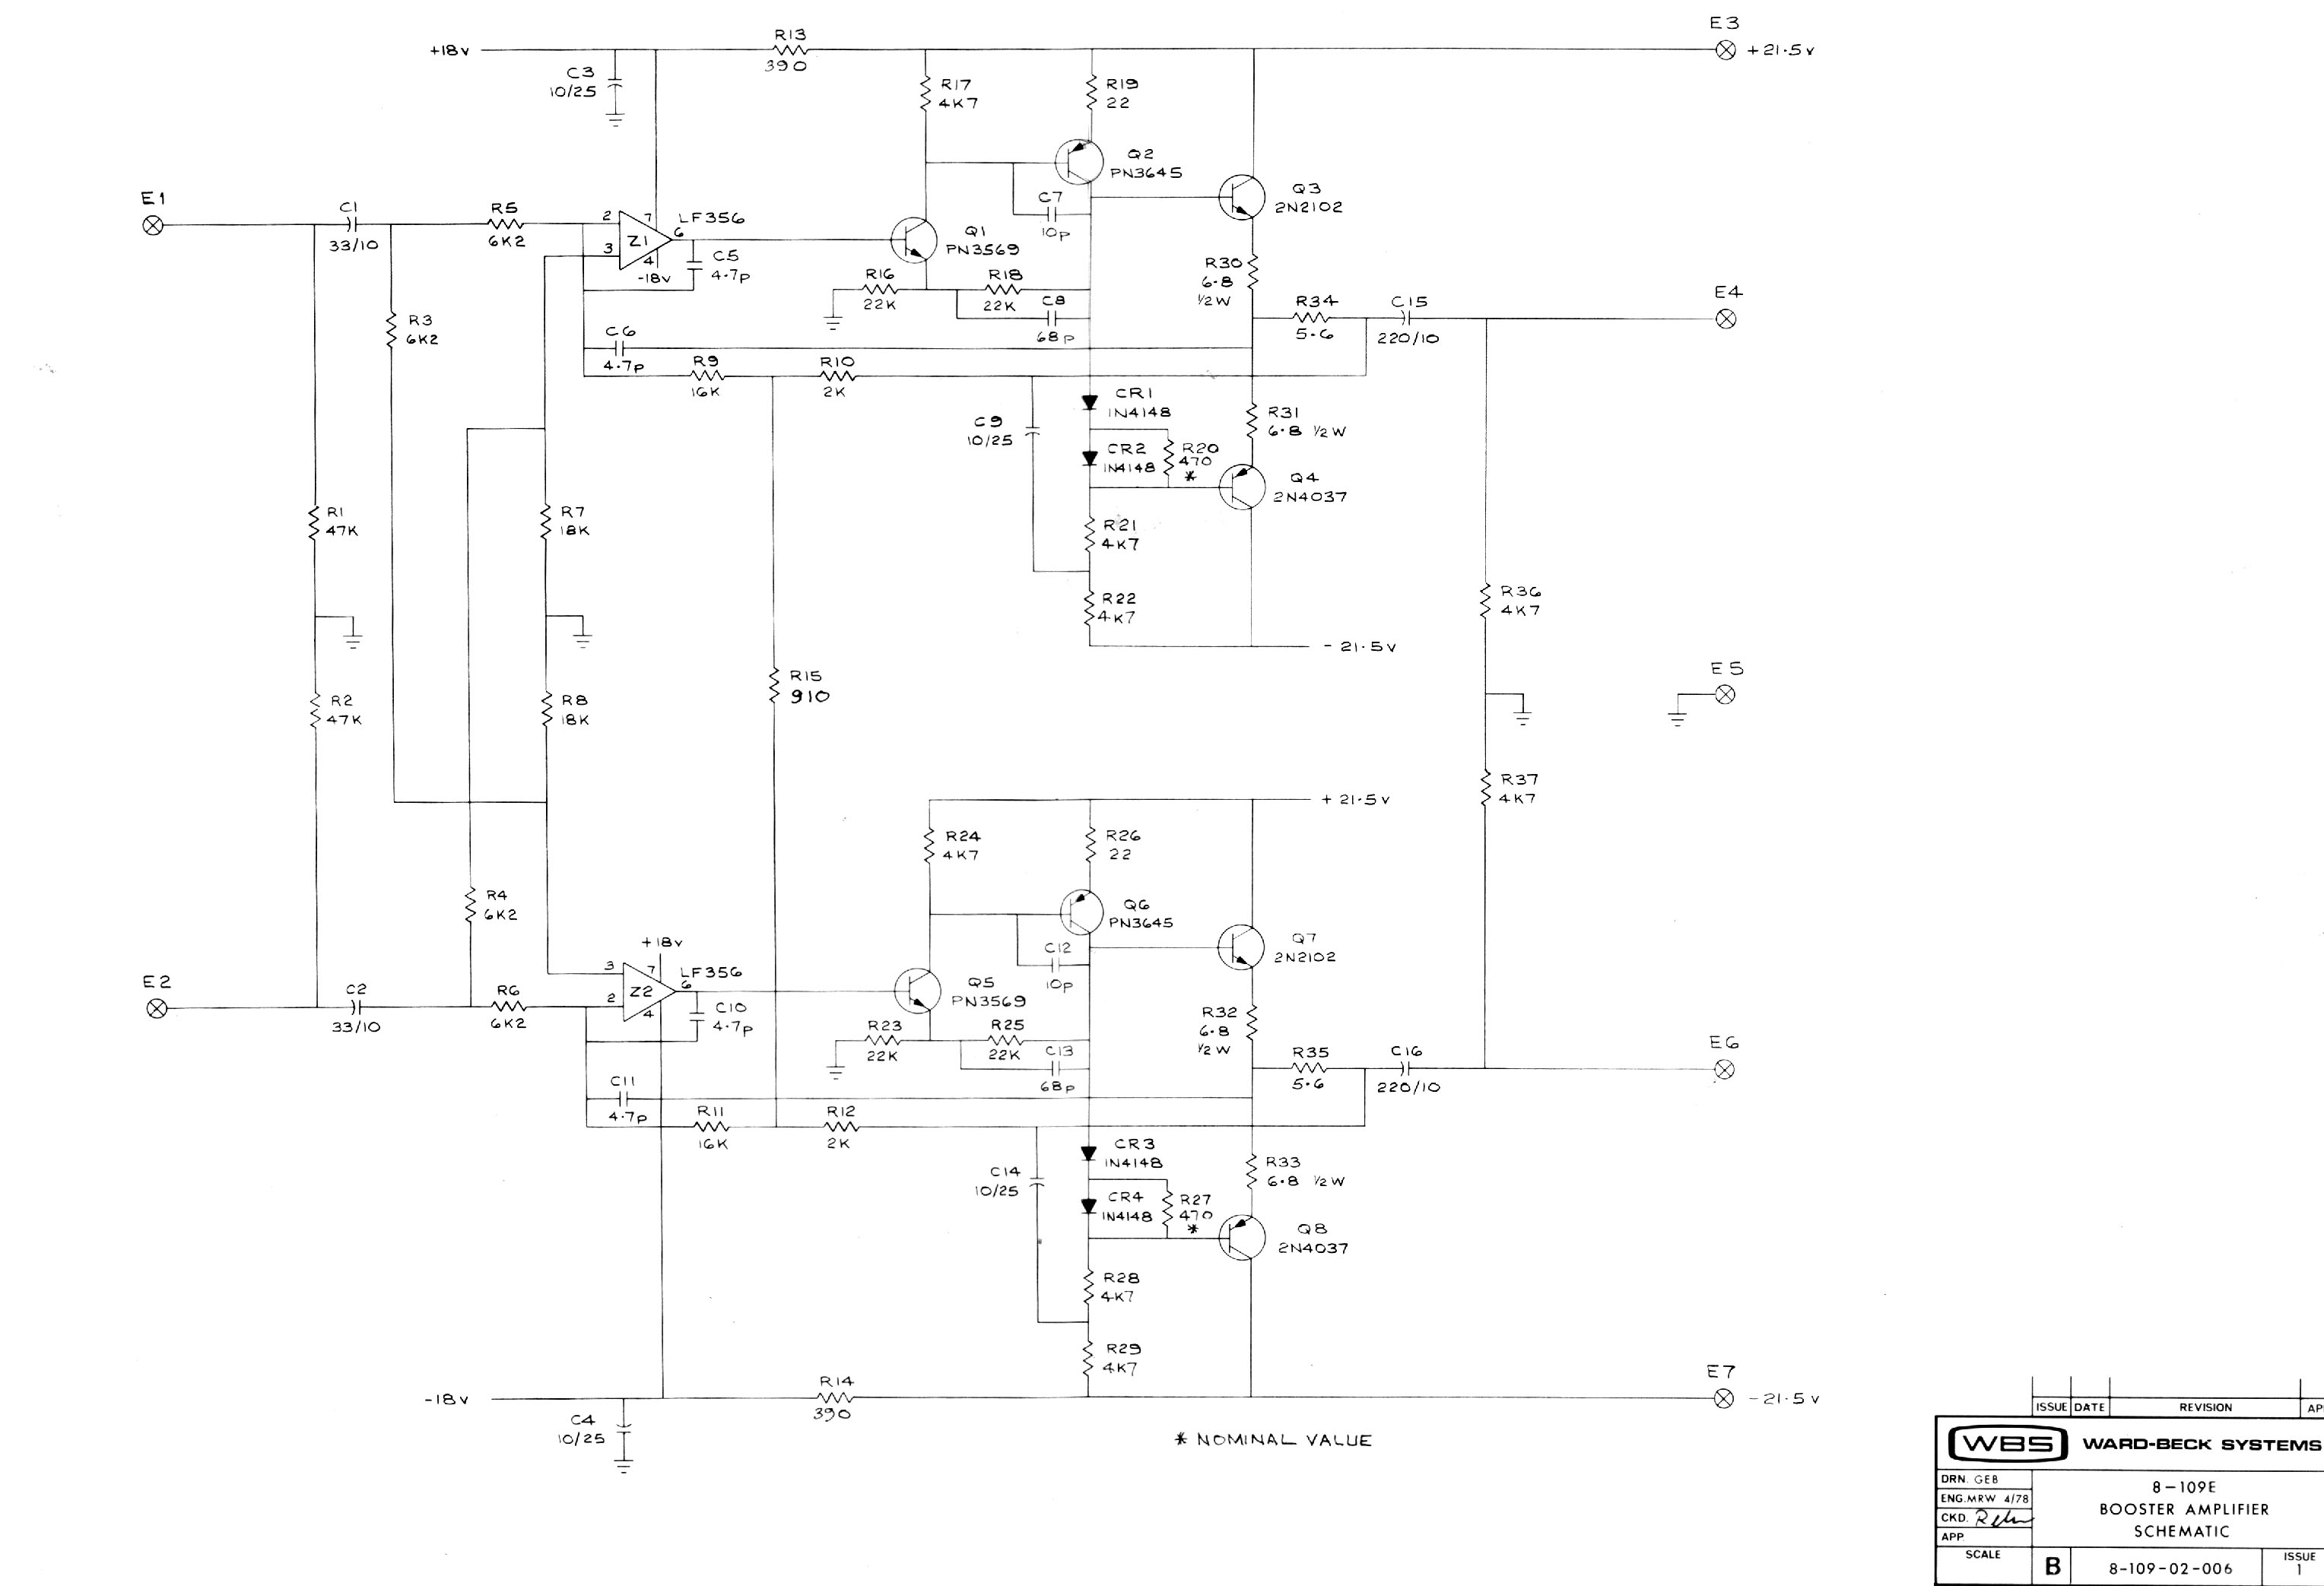 E3
R13
+18v
+21.5v
390
C3
10/25
R17
4K7
R19
22
Q2
PN3645
E1
C1
33/10
R5
6K2
2
7
LF356
3
Z1
6
4
-18v
C5
4.7p
Q1
PN3569
C7
10p
Q3
2N2102
R16
22K
R18
22K
C8
68p
R30
6.8
½W
R34
5.6
C15
220/10
E4
R3
6K2
C6
4.7p
R9
16K
R10
2K
CR1
1N4148
C9
10/25
CR2
1N4148
R20
470
*
R31
6.8 ½W
Q4
2N4037
R1
47K
R7
18K
R21
4K7
R22
4K7
R36
4K7
-21.5v
R15
910
E5
R2
47K
R8
18K
R37
4K7
+21.5v
R24
4K7
R26
22
R4
6K2
Q6
PN3645
+18v
3
7
LF356
2
Z2
6
4
C10
4.7p
E2
C2
33/10
R6
6K2
Q5
PN3569
C12
10p
Q7
2N2102
R23
22K
R25
22K
C13
68p
R32
6.8
½W
R35
5.6
C16
220/10
E6
C11
4.7p
R11
16K
R12
2K
CR3
1N4148
C14
10/25
CR4
1N4148
R27
470
*
R33
6.8 ½W
Q8
2N4037
R28
4K7
R29
4K7
-18v
R14
390
E7
-21.5v
C4
10/25
* NOMINAL VALUE
ISSUE DATE REVISION
WBS WARD-BECK SYSTEMS
DRN. GEB
ENG. MRW 4/78
CKD.
APP.
8-109E
BOOSTER AMPLIFIER
SCHEMATIC
SCALE
B
8-109-02-006
ISSUE
1